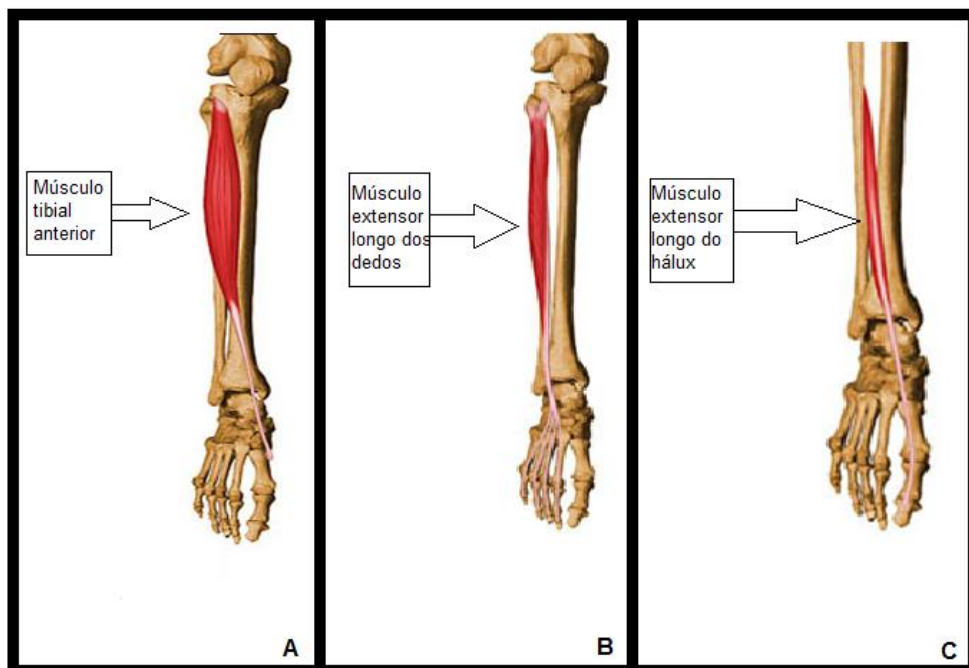 Músculo
tibial
anterior
Músculo
extensor
longo dos
dedos
Músculo
extensor
longo do
hálux
A
B
C